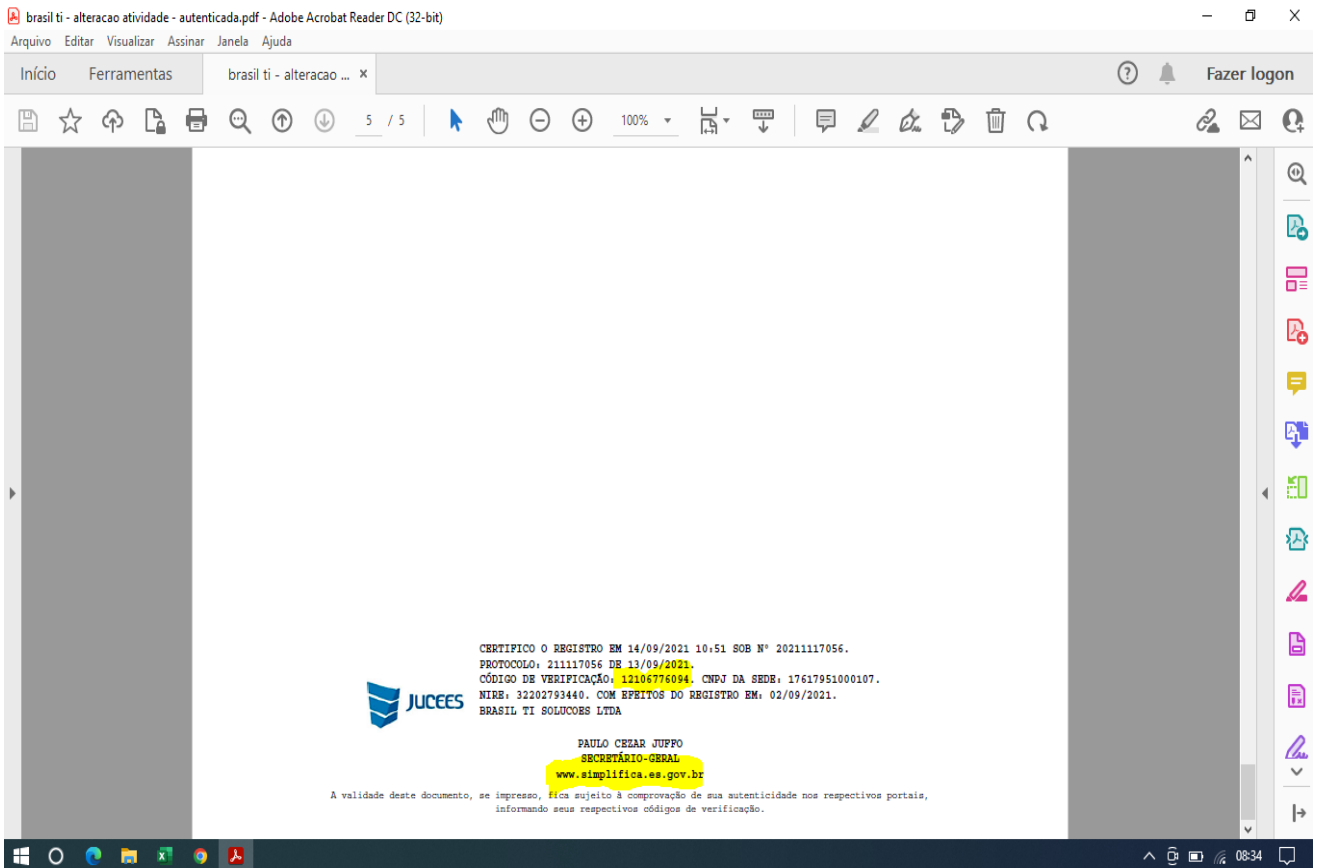 brasil ti - alteracao atividade - autenticada.pdf - Adobe Acrobat Reader DC (32-bit)
Arquivo Editar Visualizar Assinar Janela Ajuda
Início Ferramentas brasil ti - alteracao ... × Fazer logon
5 / 5 100%
CERTIFICO O REGISTRO EM 14/09/2021 10:51 SOB N° 20211117056.
PROTOCOLO: 211117056 DE 13/09/2021.
CÓDIGO DE VERIFICAÇÃO: 12106776094. CNPJ DA SEDE: 17617951000107.
NIRE: 32202793440. COM EFEITOS DO REGISTRO EM: 02/09/2021.
BRASIL TI SOLUCOES LTDA
JUCEES
PAULO CEZAR JUFFO
SECRETÁRIO-GERAL
www.simplifica.es.gov.br
A validade deste documento, se impresso, fica sujeito à comprovação de sua autenticidade nos respectivos portais,
informando seus respectivos códigos de verificação.
08:34